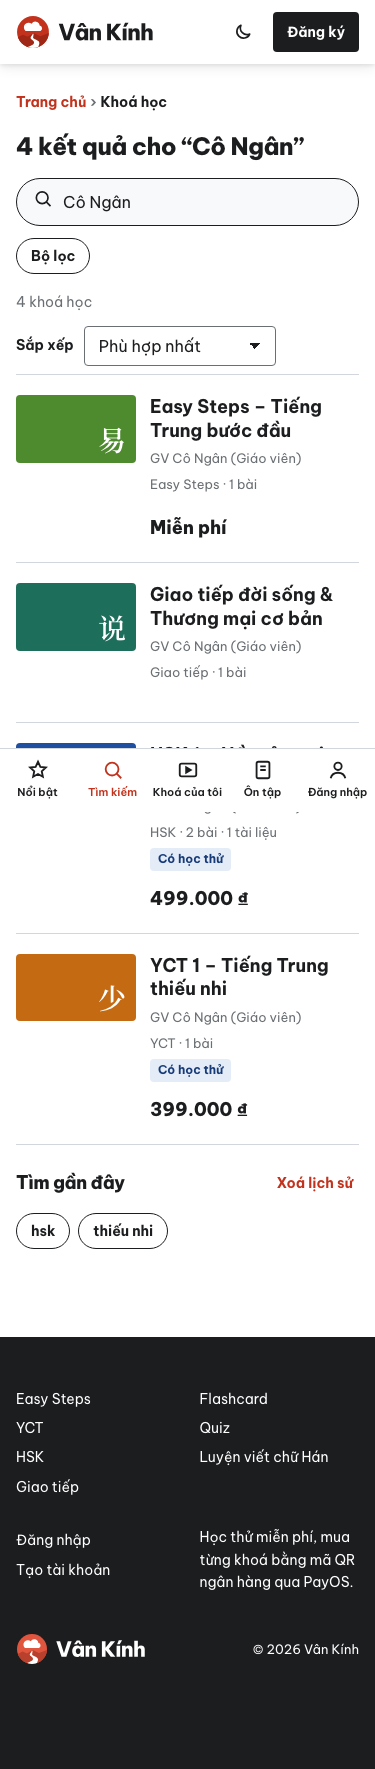 Vân Kính
Đăng ký
Trang chủ › Khoá học
4 kết quả cho “Cô Ngân”
Cô Ngân
Bộ lọc
4 khoá học
Sắp xếp
Phù hợp nhất
易
Easy Steps – Tiếng
Trung bước đầu
GV Cô Ngân (Giáo viên)
Easy Steps · 1 bài
Miễn phí
说
Giao tiếp đời sống &
Thương mại cơ bản
GV Cô Ngân (Giáo viên)
Giao tiếp · 1 bài
Nổi bật
Tìm kiếm
Khoá của tôi
Ôn tập
Đăng nhập
HSK · 2 bài · 1 tài liệu
Có học thử
499.000 ₫
少
YCT 1 – Tiếng Trung
thiếu nhi
GV Cô Ngân (Giáo viên)
YCT · 1 bài
Có học thử
399.000 ₫
Tìm gần đây
Xoá lịch sử
hsk
thiếu nhi
Easy Steps
YCT
HSK
Giao tiếp
Flashcard
Quiz
Luyện viết chữ Hán
Đăng nhập
Tạo tài khoản
Học thử miễn phí, mua
từng khoá bằng mã QR
ngân hàng qua PayOS.
Vân Kính
© 2026 Vân Kính